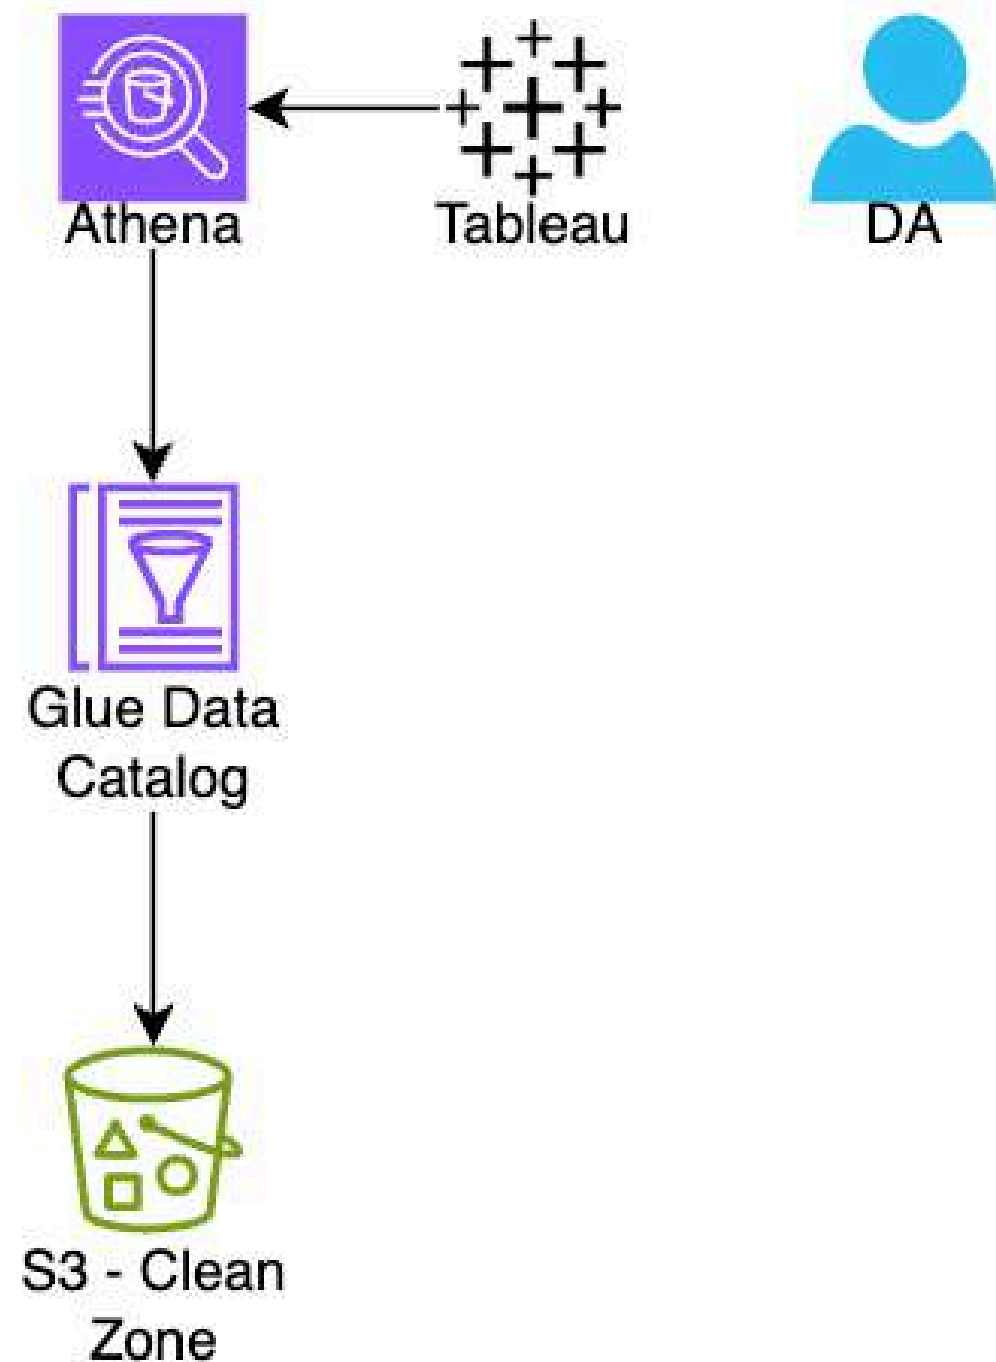 Athena
Tableau
DA
Glue Data
Catalog
S3 - Clean
Zone